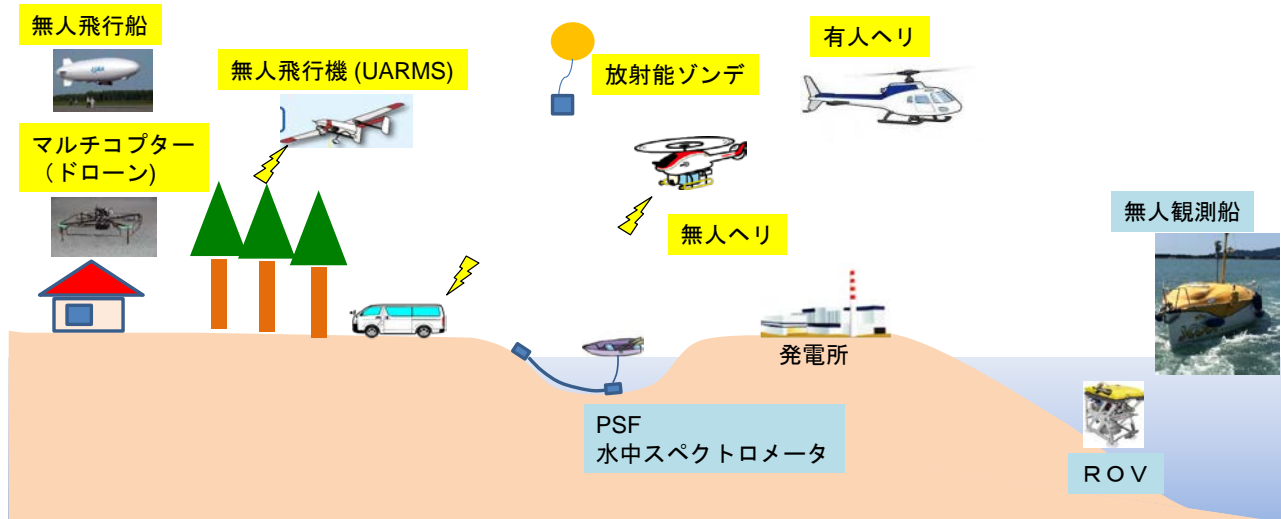 無人飛行船
無人飛行機 (UARMS)
放射能ゾンデ
有人ヘリ
マルチコプター
（ドローン)
無人ヘリ
無人観測船
発電所
PSF
水中スペクトロメータ
ＲＯＶ